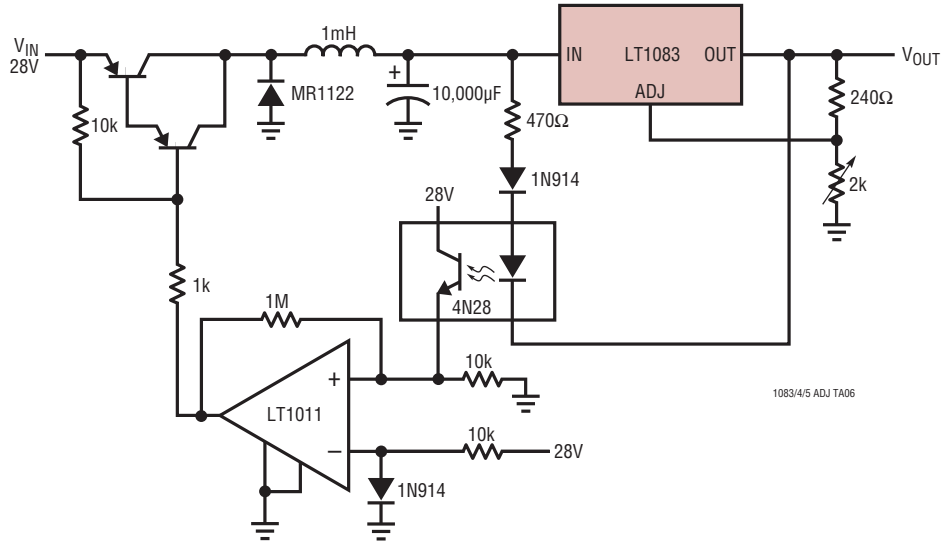 1mH
V_IN
28V
IN
LT1083
OUT
V_OUT
ADJ
+
MR1122
10,000µF
240Ω
10k
470Ω
2k
1N914
28V
4N28
1k
1M
+
10k
LT1011
1083/4/5 ADJ TA06
10k
–
28V
1N914